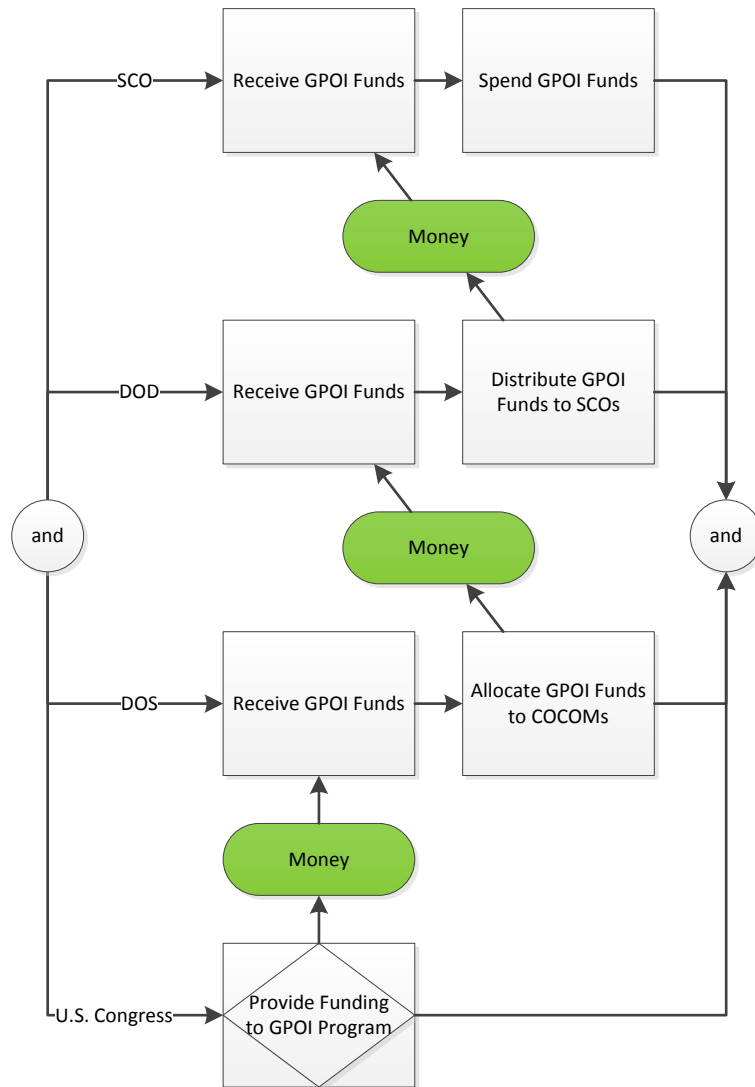 SCO
Receive GPOI Funds
Spend GPOI Funds
Money
DOD
Receive GPOI Funds
Distribute GPOI
Funds to SCOs
and
and
Money
DOS
Receive GPOI Funds
Allocate GPOI Funds
to COCOMs
Money
U.S. Congress
Provide Funding
to GPOI Program